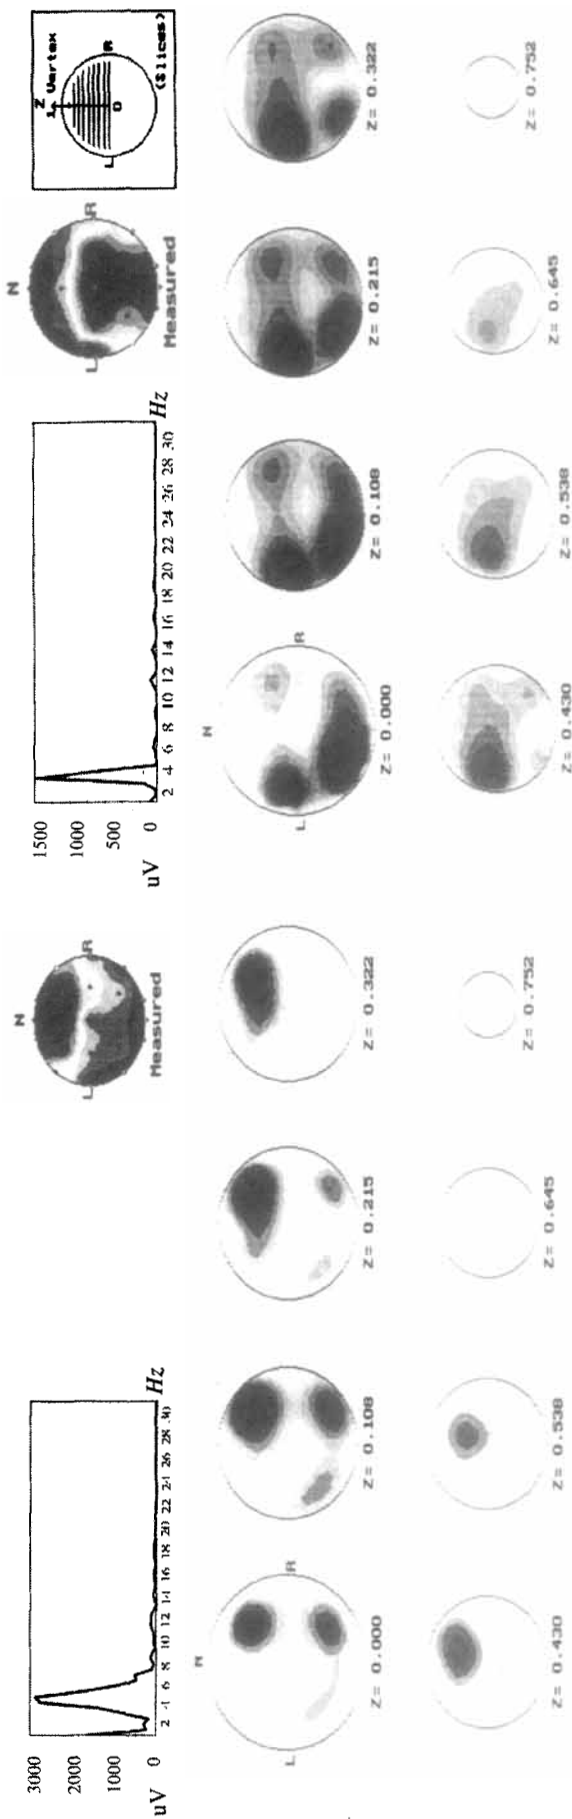 3000
2000
1000
0
uV
2 4 6 8 10 12 14 16 18 20 22 24 26 28 30
Hz
N
L R
Measured
1500
1000
500
0
uV
2 4 6 8 10 12 14 16 18 20 22 24 26 28 30
Hz
N
L R
Measured
Z Vertex
1
L R
0
(Slices)
N
L R
Z= 0.000
Z= 0.108
Z= 0.215
Z= 0.322
N
L R
Z= 0.000
Z= 0.108
Z= 0.215
Z= 0.322
Z= 0.430
Z= 0.538
Z= 0.645
Z= 0.752
Z= 0.430
Z= 0.538
Z= 0.645
Z= 0.752